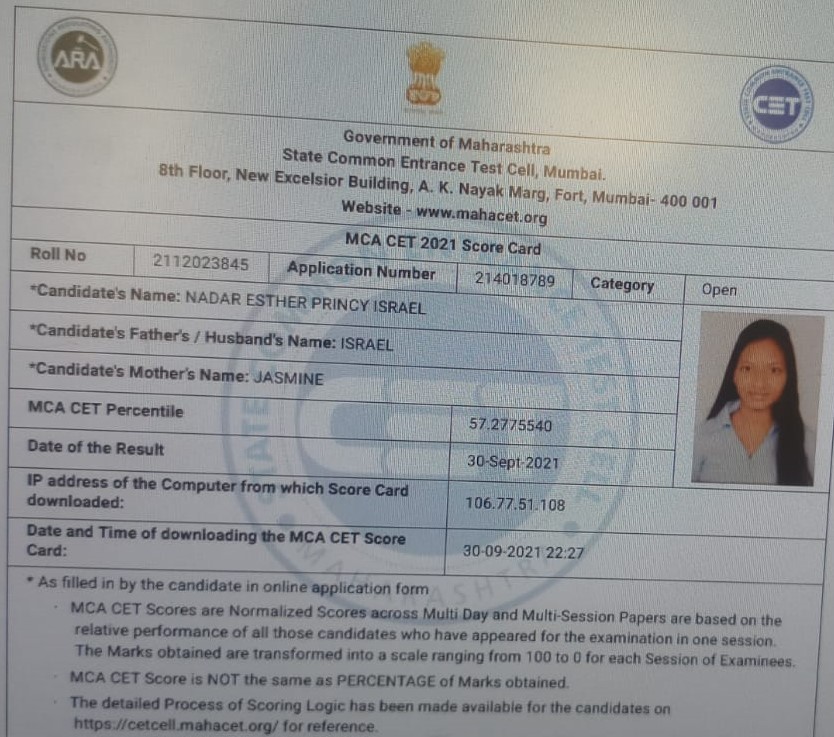 ARA
CET
Government of Maharashtra
State Common Entrance Test Cell, Mumbai.
8th Floor, New Excelsior Building, A. K. Nayak Marg, Fort, Mumbai- 400 001
Website - www.mahacet.org
MCA CET 2021 Score Card
Roll No 2112023845 Application Number 214018789 Category Open
*Candidate's Name: NADAR ESTHER PRINCY ISRAEL
*Candidate's Father's / Husband's Name: ISRAEL
*Candidate's Mother's Name: JASMINE
MCA CET Percentile 57.2775540
Date of the Result 30-Sept-2021
IP address of the Computer from which Score Card
downloaded: 106.77.51.108
Date and Time of downloading the MCA CET Score
Card: 30-09-2021 22:27
* As filled in by the candidate in online application form
· MCA CET Scores are Normalized Scores across Multi Day and Multi-Session Papers are based on the
relative performance of all those candidates who have appeared for the examination in one session.
The Marks obtained are transformed into a scale ranging from 100 to 0 for each Session of Examinees.
· MCA CET Score is NOT the same as PERCENTAGE of Marks obtained.
· The detailed Process of Scoring Logic has been made available for the candidates on
https://cetcell.mahacet.org/ for reference.
STATE COMMON ENTRANCE TEST CELL
MAHARASHTRA